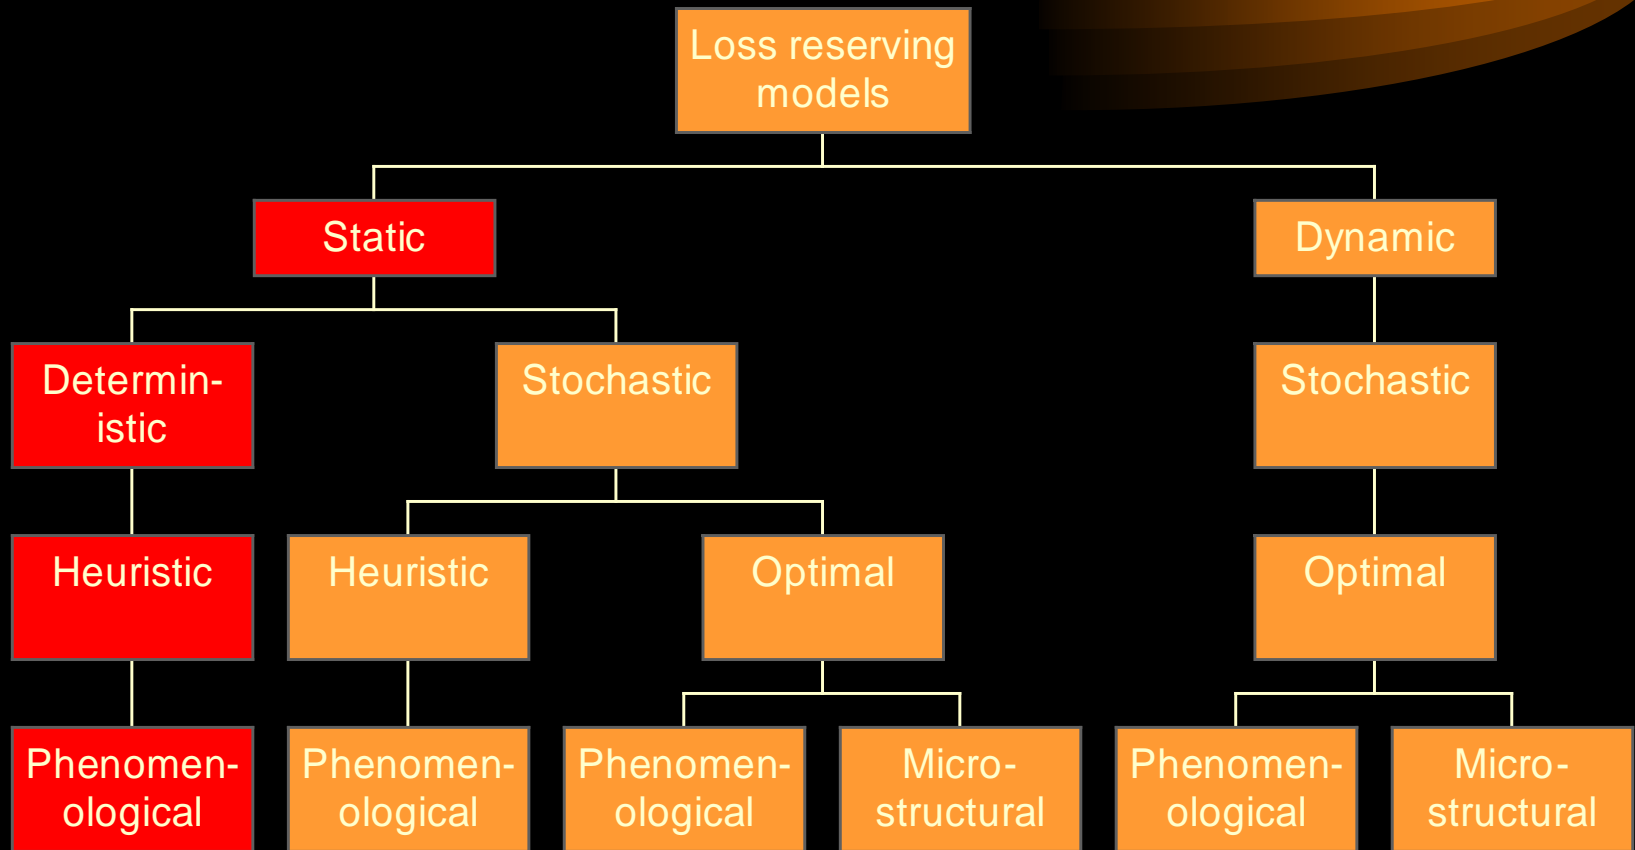 Loss reserving
models
Static
Dynamic
Determin-
istic
Stochastic
Stochastic
Heuristic
Heuristic
Optimal
Optimal
Phenomen-
ological
Phenomen-
ological
Phenomen-
ological
Micro-
structural
Phenomen-
ological
Micro-
structural